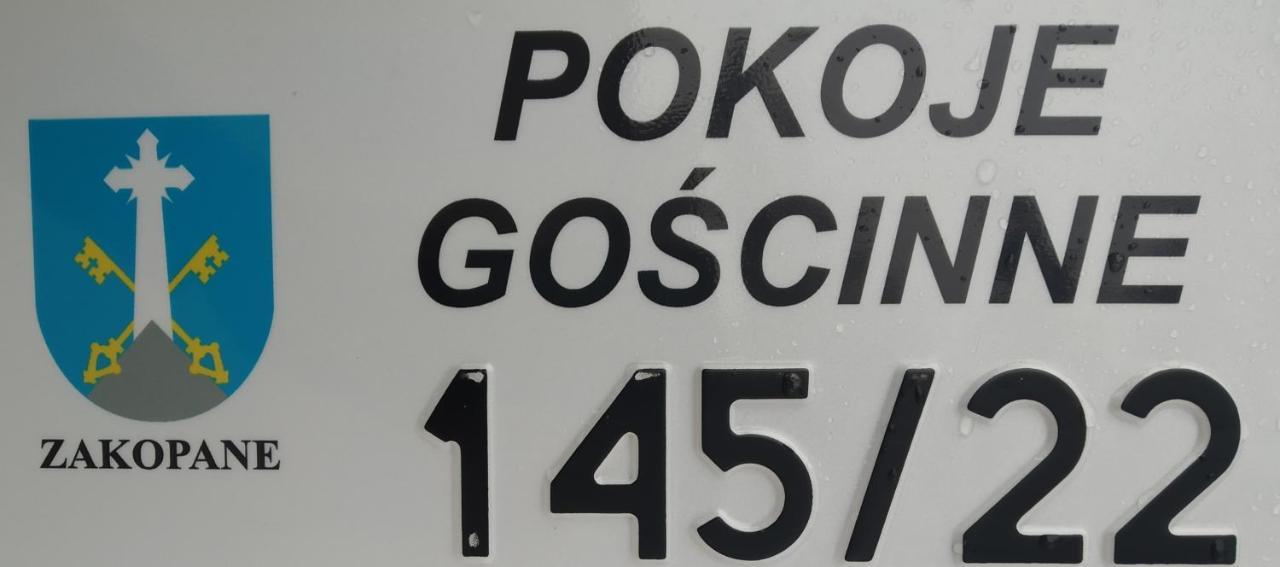 POKOJE
GOŚCINNE
145/22
ZAKOPANE